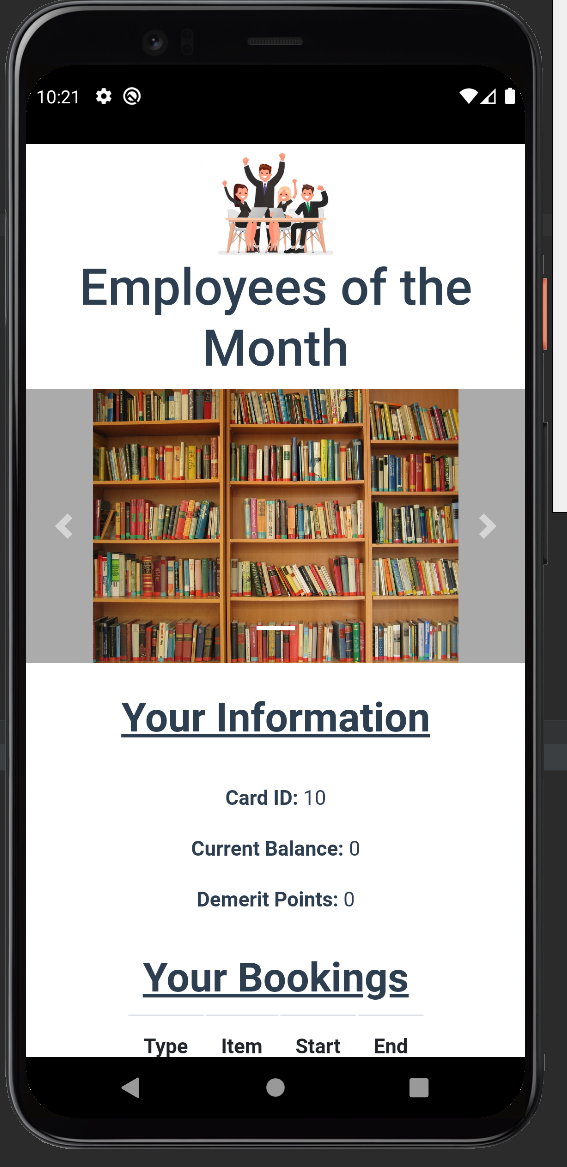 10:21
Employees of the
Month
Your Information
Card ID: 10
Current Balance: 0
Demerit Points: 0
Your Bookings
Type Item Start End